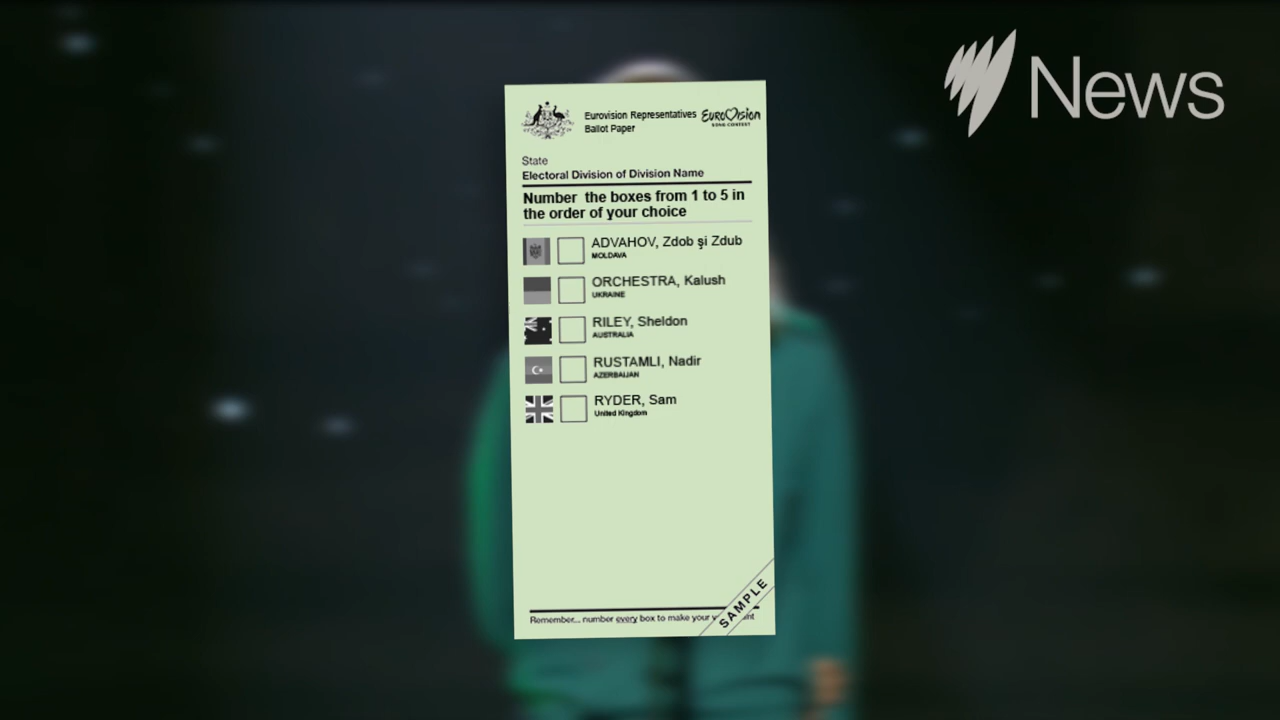 News
Eurovision Representatives
Ballot Paper
EUROVISION
SONG CONTEST
State
Electoral Division of Division Name
Number the boxes from 1 to 5 in
the order of your choice
ADVAHOV, Zdob şi Zdub
MOLDAVA
ORCHESTRA, Kalush
UKRAINE
RILEY, Sheldon
AUSTRALIA
RUSTAMLI, Nadir
AZERBAIJAN
RYDER, Sam
United Kingdom
Remember... number every box to make your
SAMPLE